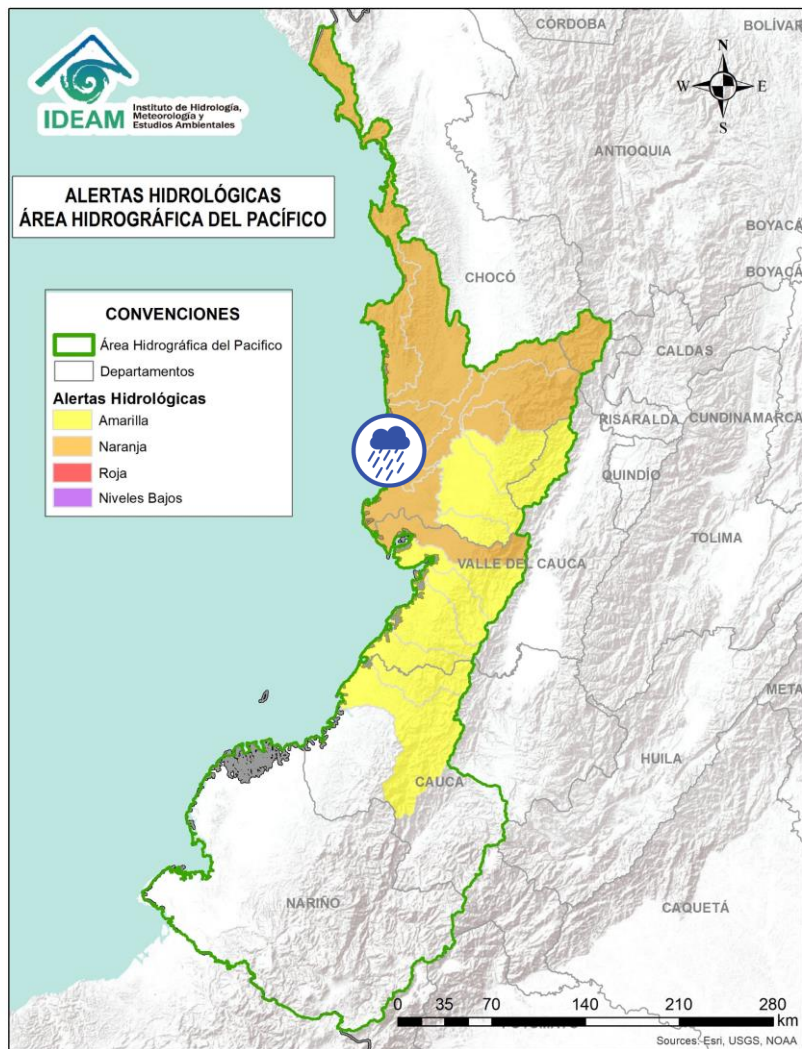 IDEAM
Instituto de Hidrología,
Meteorología y
Estudios Ambientales
ALERTAS HIDROLÓGICAS
ÁREA HIDROGRÁFICA DEL PACÍFICO
CONVENCIONES
Área Hidrográfica del Pacifico
Departamentos
Alertas Hidrológicas
Amarilla
Naranja
Roja
Niveles Bajos
N
W
E
S
CÓRDOBA
BOLÍVAR
ANTIOQUIA
BOYACÁ
BOYACÁ
CHOCÓ
CALDAS
RISARALDA
CUNDINAMARCA
QUINDÍO
TOLIMA
VALLE DEL CAUCA
META
HUILA
CAUCA
NARIÑO
CAQUETÁ
0 35 70 140 210 280
km
Sources: Esri, USGS, NOAA